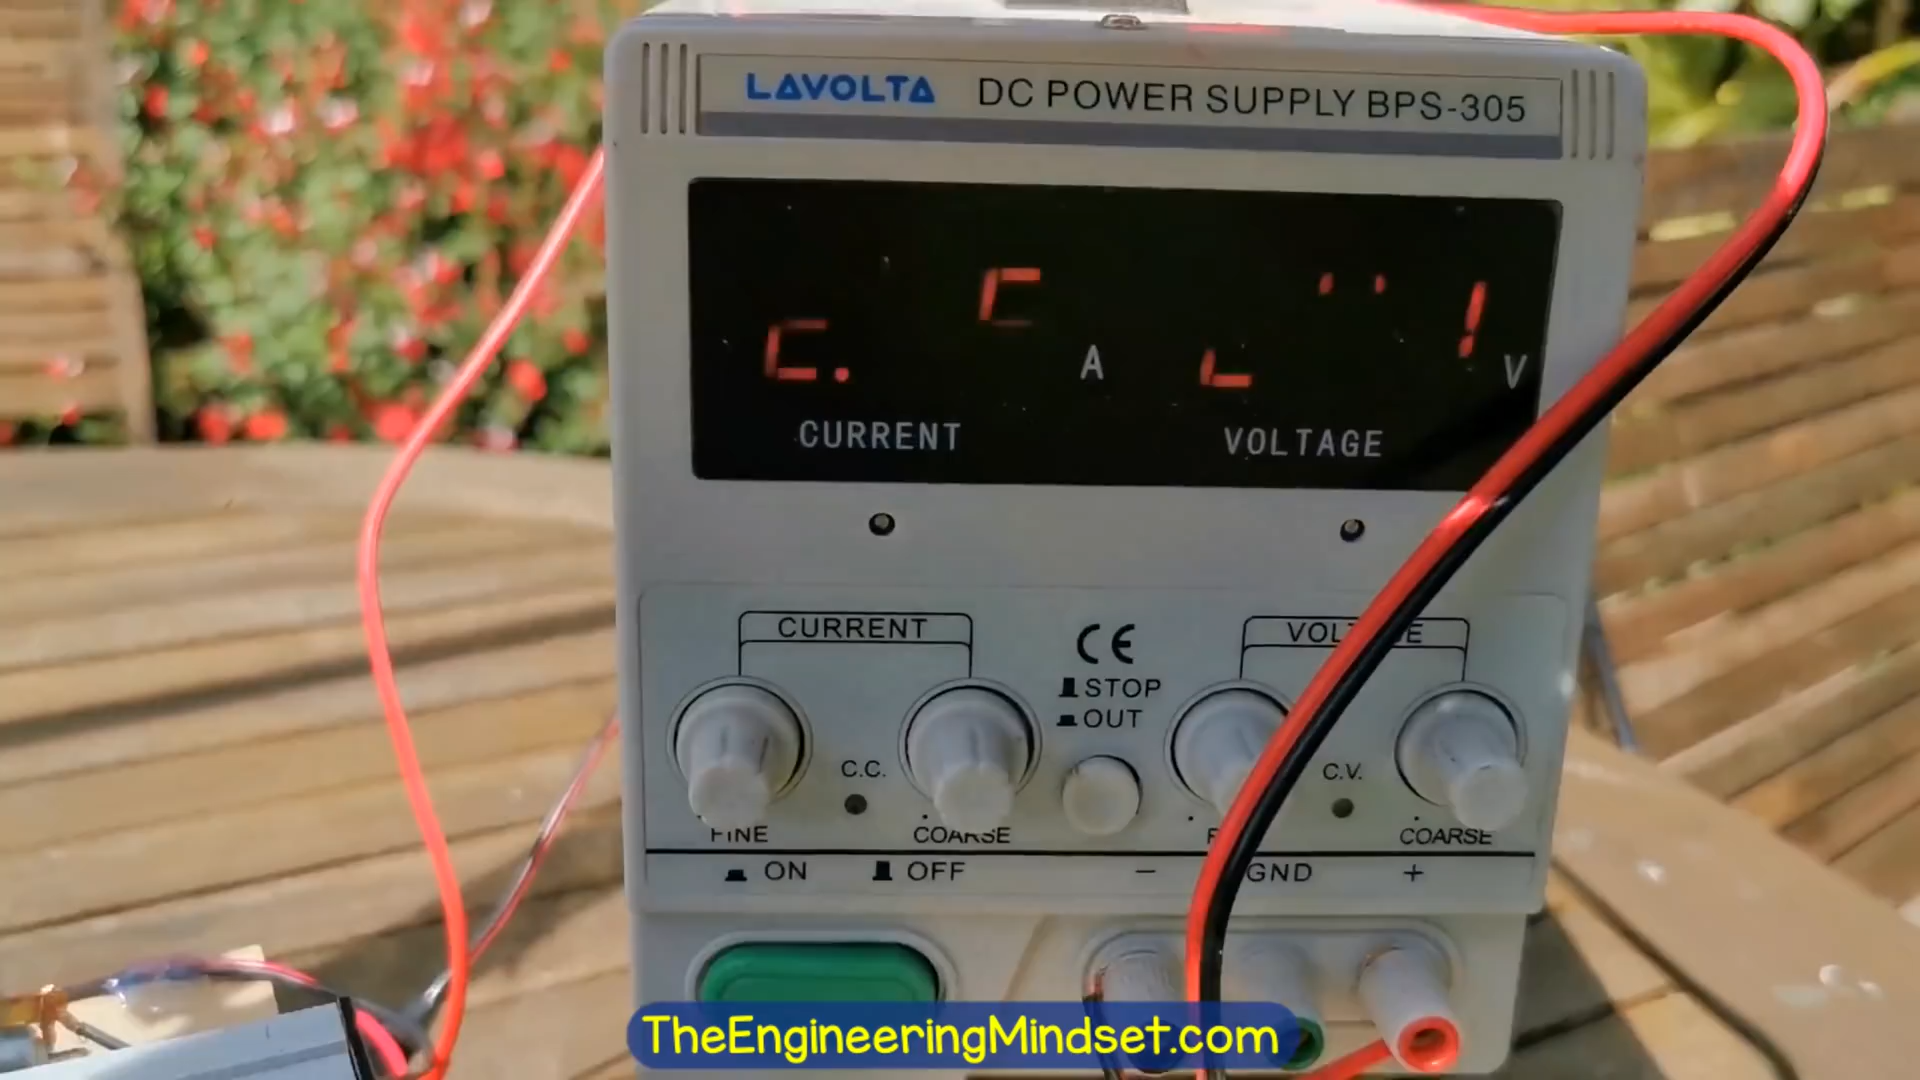 LAVOLTA DC POWER SUPPLY BPS-305
A
V
CURRENT VOLTAGE
CURRENT
CE
STOP
OUT
C.C.
C.V.
FINE COARSE
COARSE
ON OFF
− GND +
TheEngineeringMindset.com